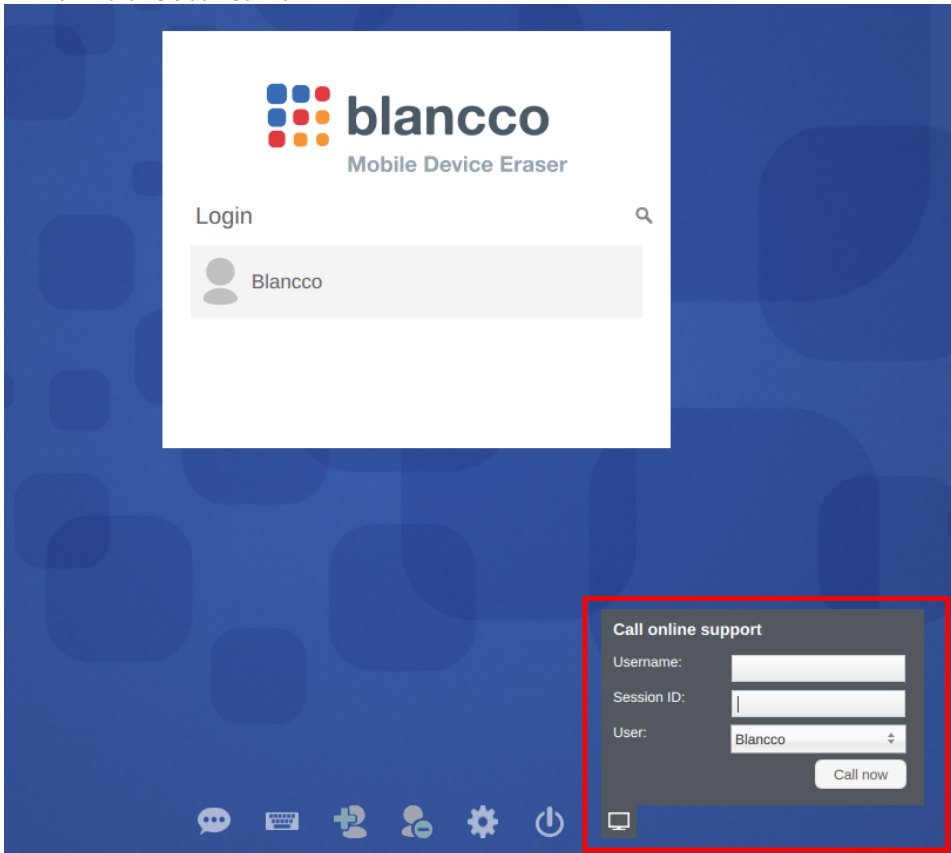 blancco
Mobile Device Eraser
Login
Blancco
Call online support
Username:
Session ID:
User:
Blancco
Call now